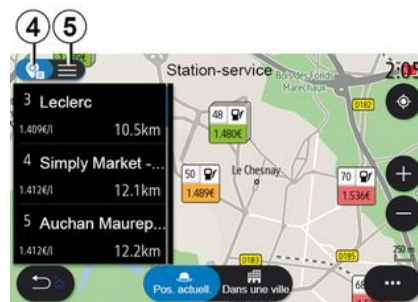 4
5
Station-service
2:05
Bois des Fonds
Maréchaux
D182
3 Leclerc
1.409€/l
10.5km
4 Simply Market -...
1.412€/l
12.1km
5 Auchan Maurep...
1.412€/l
12.2km
48
1.480€
50
1.489€
Le Chesnay
70
1.536€
250 m
D183
D185
68
Pos. actuell.
Dans une ville